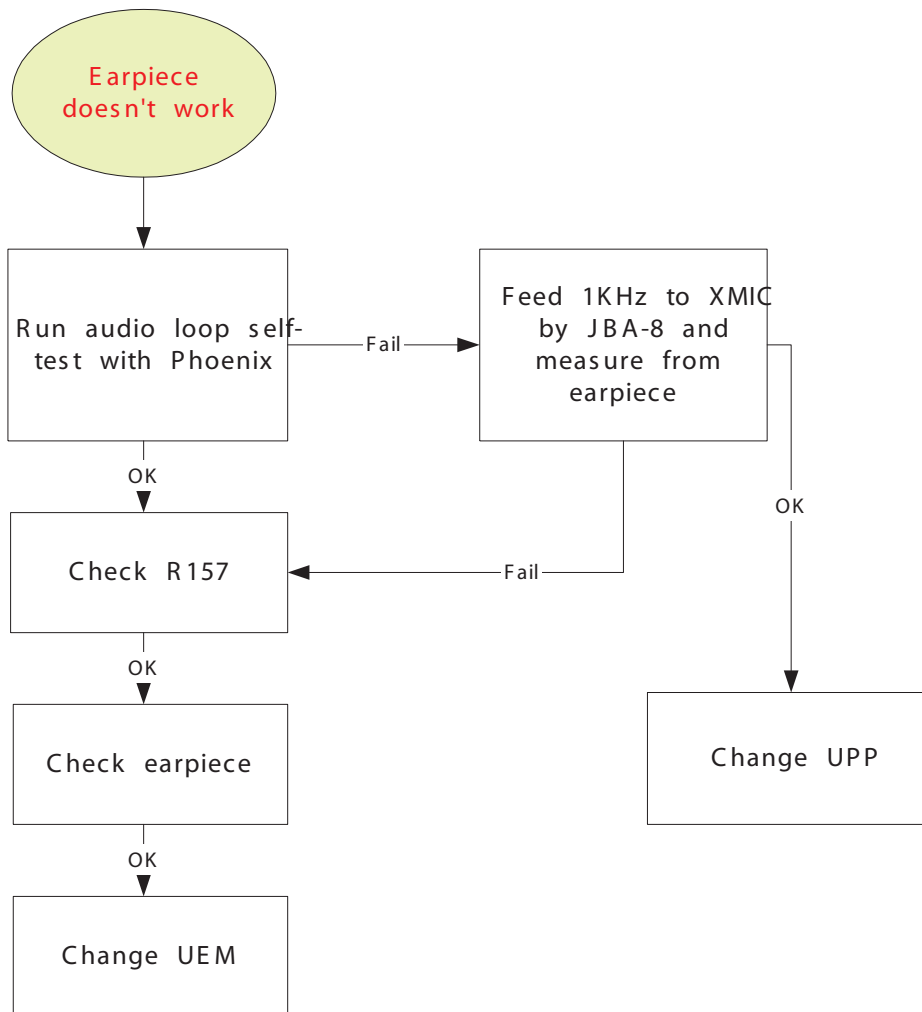 Earpiece
doesn't work
Run audio loop self-
test with Phoenix
Fail
Feed 1KHz to XMIC
by JBA-8 and
measure from
earpiece
OK
OK
Check R157
Fail
OK
Check earpiece
Change UPP
OK
Change UEM